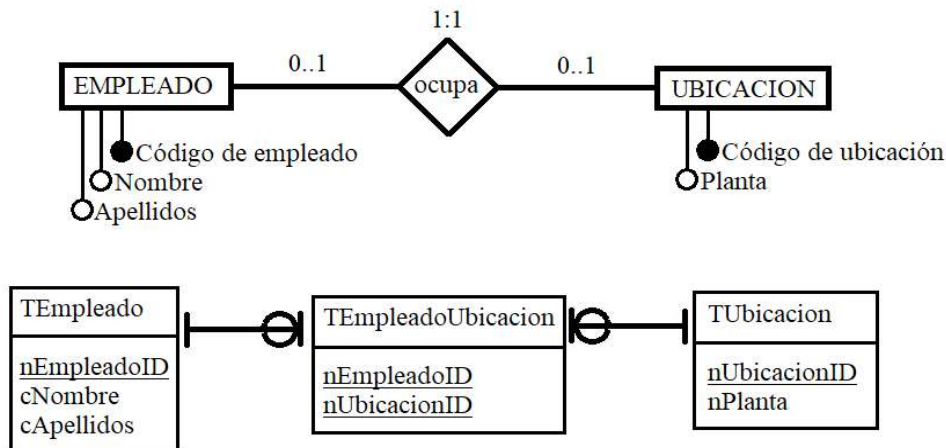 1:1
0..1
0..1
EMPLEADO
ocupa
UBICACION
Código de empleado
Nombre
Apellidos
Código de ubicación
Planta
TEmpleado
nEmpleadoID
cNombre
cApellidos
TEmpleadoUbicacion
nEmpleadoID
nUbicacionID
TUbicacion
nUbicacionID
nPlanta